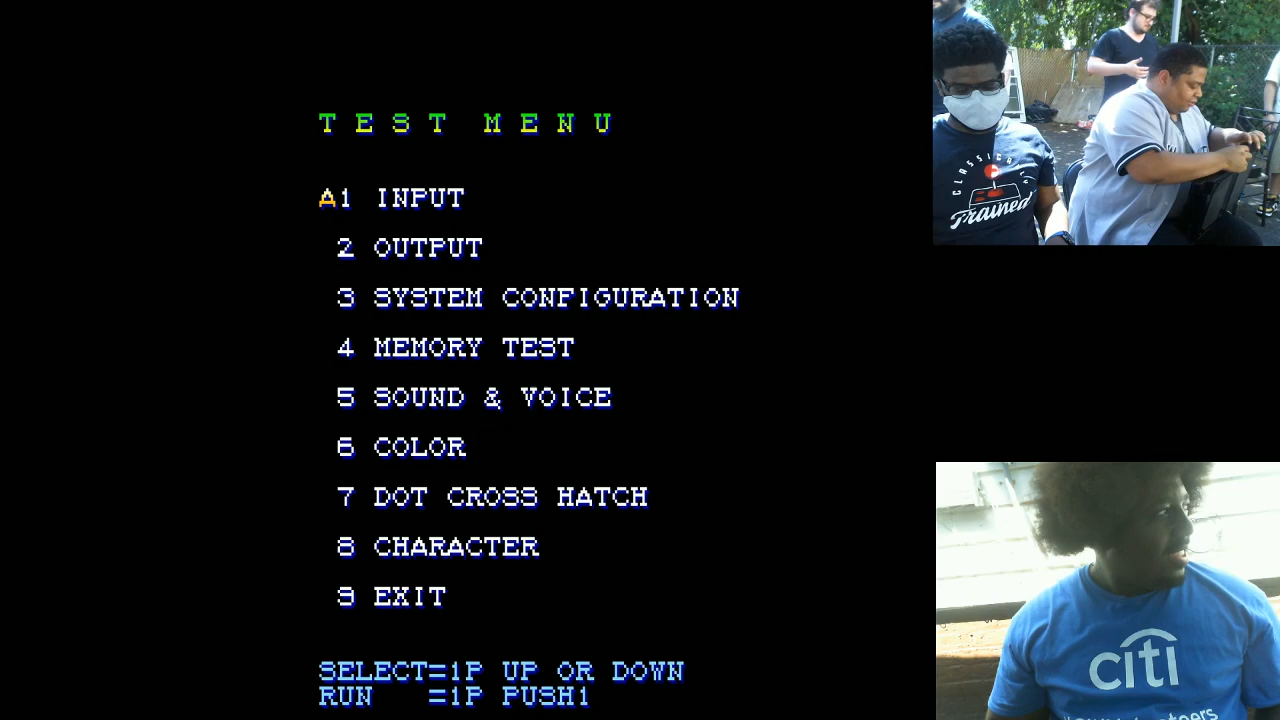 TEST MENU
A1 INPUT
2 OUTPUT
3 SYSTEM CONFIGURATION
4 MEMORY TEST
5 SOUND & VOICE
6 COLOR
7 DOT CROSS HATCH
8 CHARACTER
9 EXIT
SELECT=1P UP OR DOWN
RUN =1P PUSH1
CLASSICALLY
Trained
citi